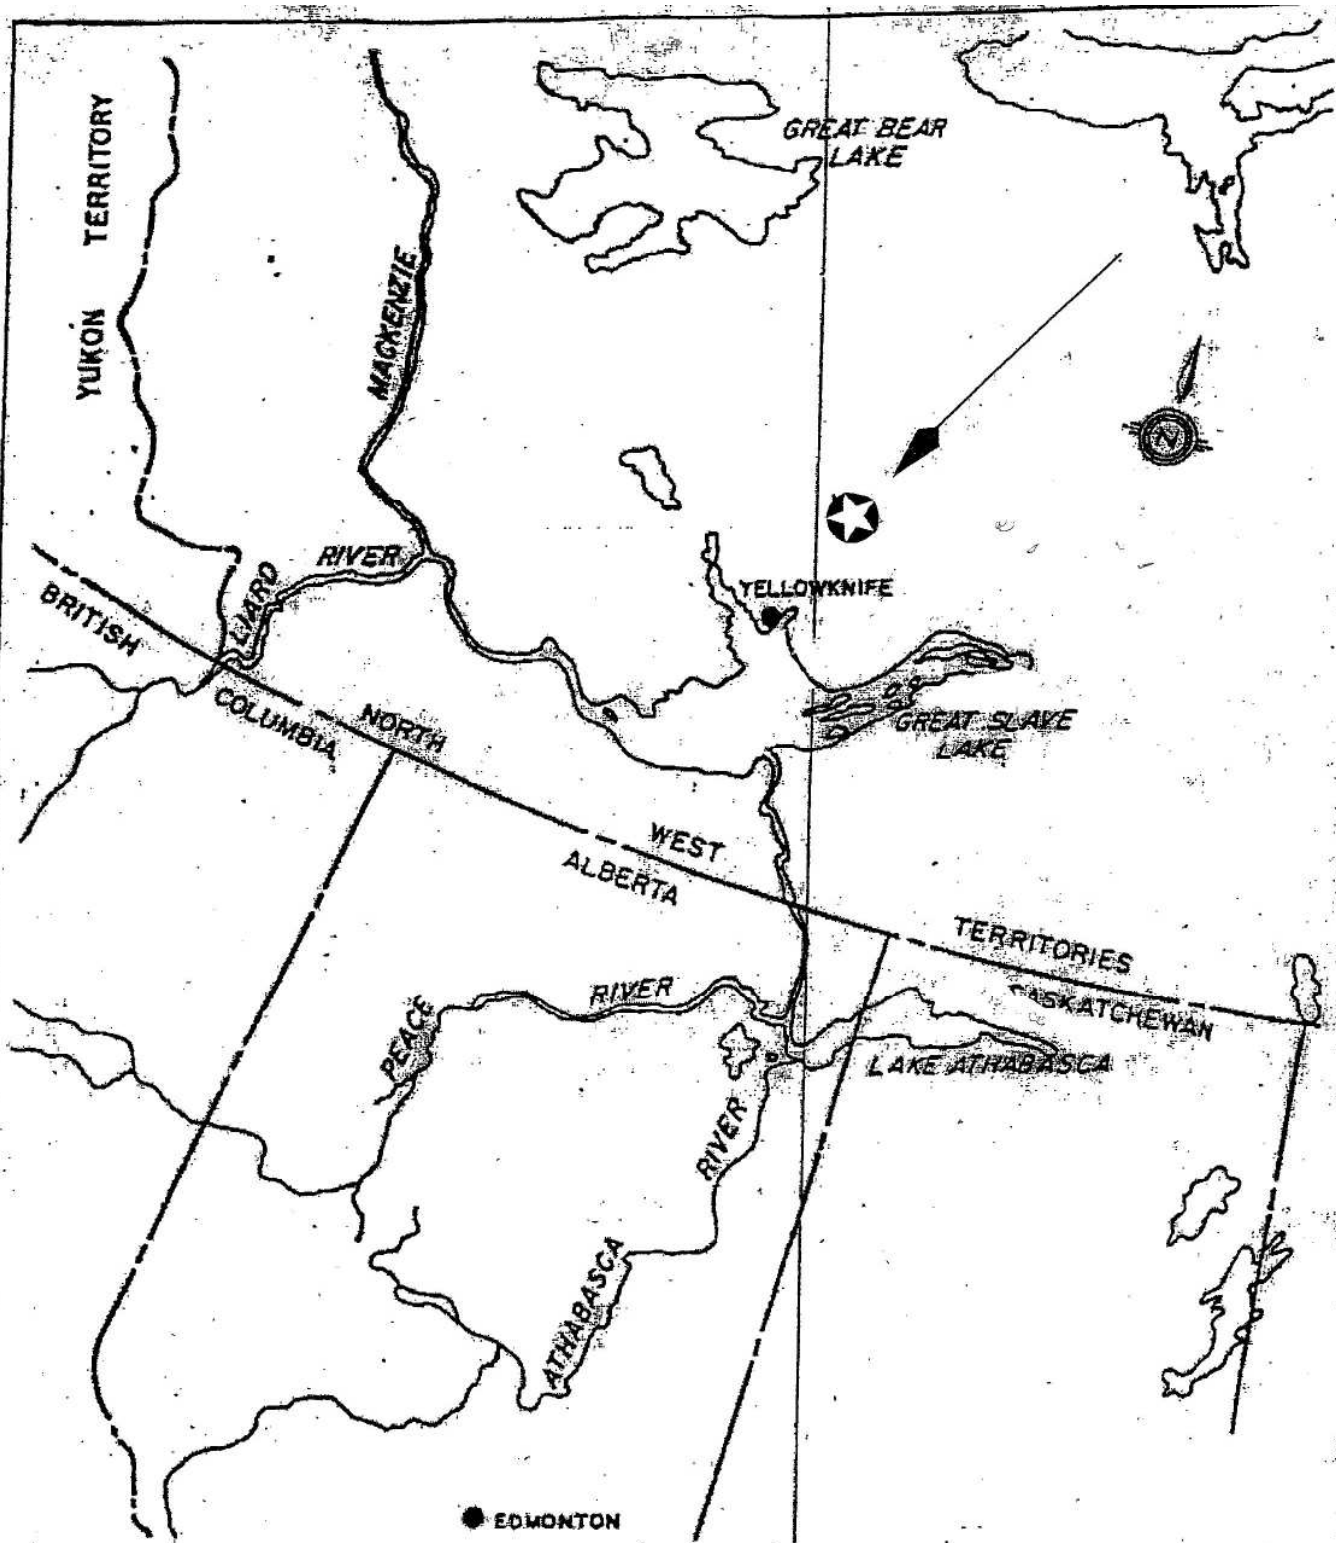 YUKON TERRITORY
MACKENZIE
GREAT BEAR
LAKE
N
LIARD
RIVER
YELLOWKNIFE
BRITISH
COLUMBIA
NORTH
WEST
TERRITORIES
GREAT SLAVE
LAKE
ALBERTA
SASKATCHEWAN
PEACE
RIVER
LAKE ATHABASCA
ATHABASCA
RIVER
EDMONTON